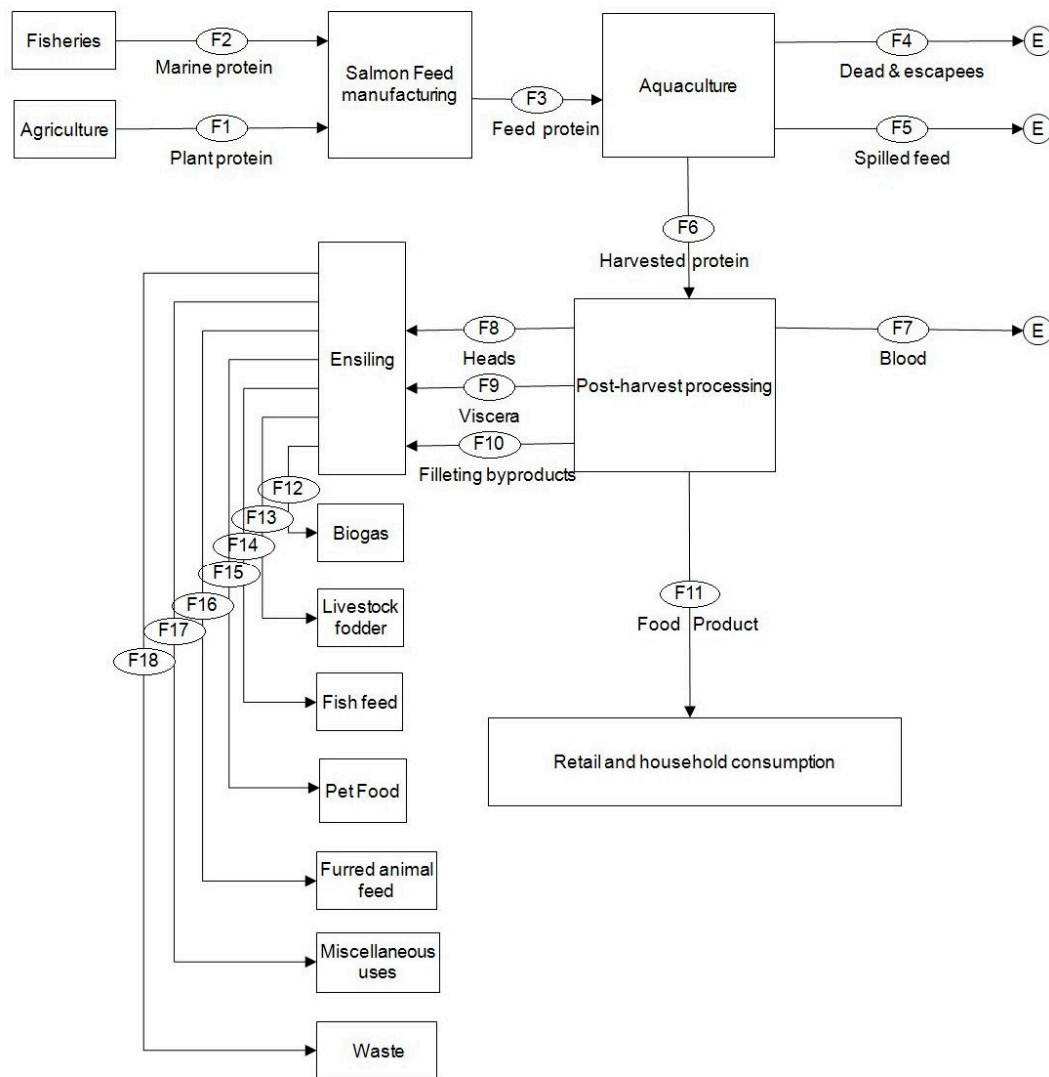 Fisheries
F2
Marine protein
Agriculture
F1
Plant protein
Salmon Feed
manufacturing
F3
Feed protein
Aquaculture
F4
E
Dead & escapees
F5
E
Spilled feed
F6
Harvested protein
Ensiling
F8
Heads
F9
Viscera
F10
Filleting byproducts
Post-harvest processing
F7
E
Blood
F11
Food Product
Retail and household consumption
F12
F13
F14
F15
F16
F17
F18
Biogas
Livestock
fodder
Fish feed
Pet Food
Furred animal
feed
Miscellaneous
uses
Waste